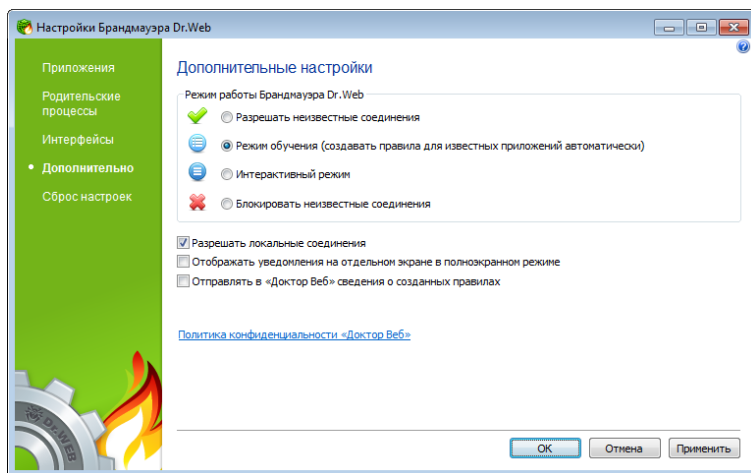 Настройки Брандмауэра Dr.Web
Приложения
Родительские
процессы
Интерфейсы
Дополнительно
Сброс настроек
Дополнительные настройки
Режим работы Брандмауэра Dr.Web
Разрешать неизвестные соединения
Режим обучения (создавать правила для известных приложений автоматически)
Интерактивный режим
Блокировать неизвестные соединения
Разрешать локальные соединения
Отображать уведомления на отдельном экране в полноэкранном режиме
Отправлять в «Доктор Веб» сведения о созданных правилах
Политика конфиденциальности «Доктор Веб»
Dr.WEB
OK
Отмена
Применить